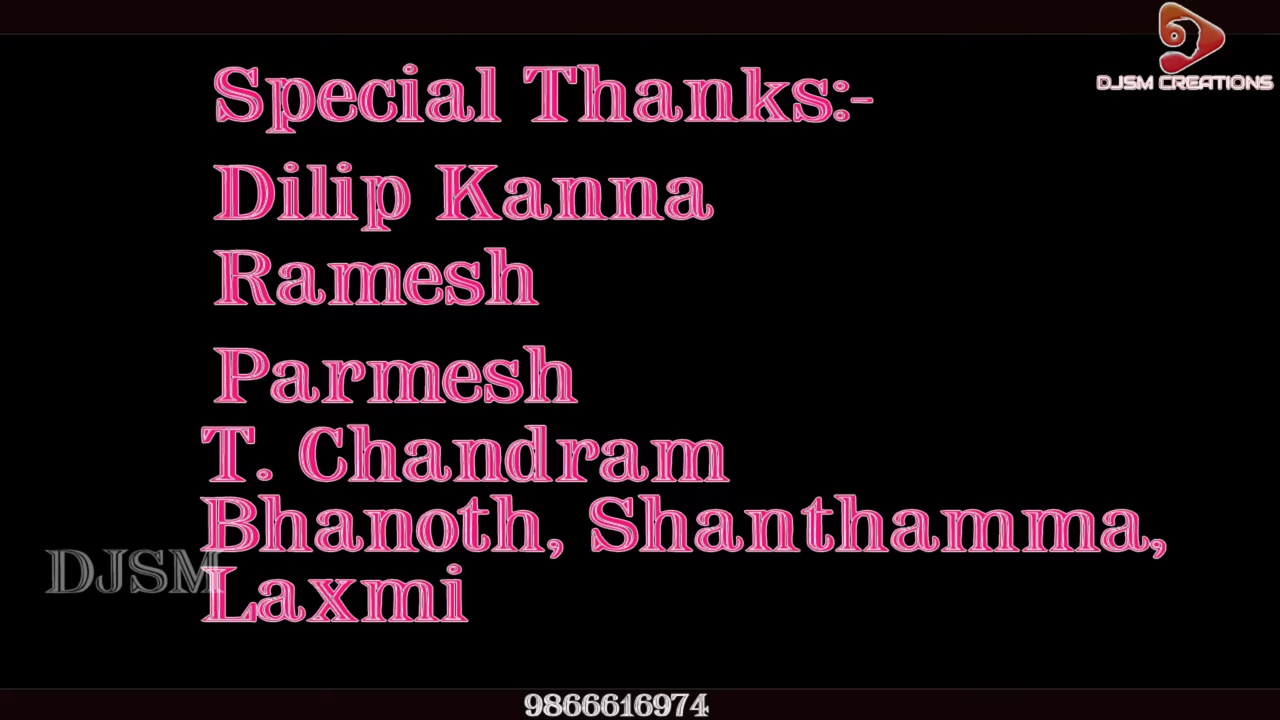 DJSM CREATIONS
Special Thanks:-
Dilip Kanna
Ramesh
Parmesh
T. Chandram
Bhanoth, Shanthamma,
DJSM
Laxmi
9866616974